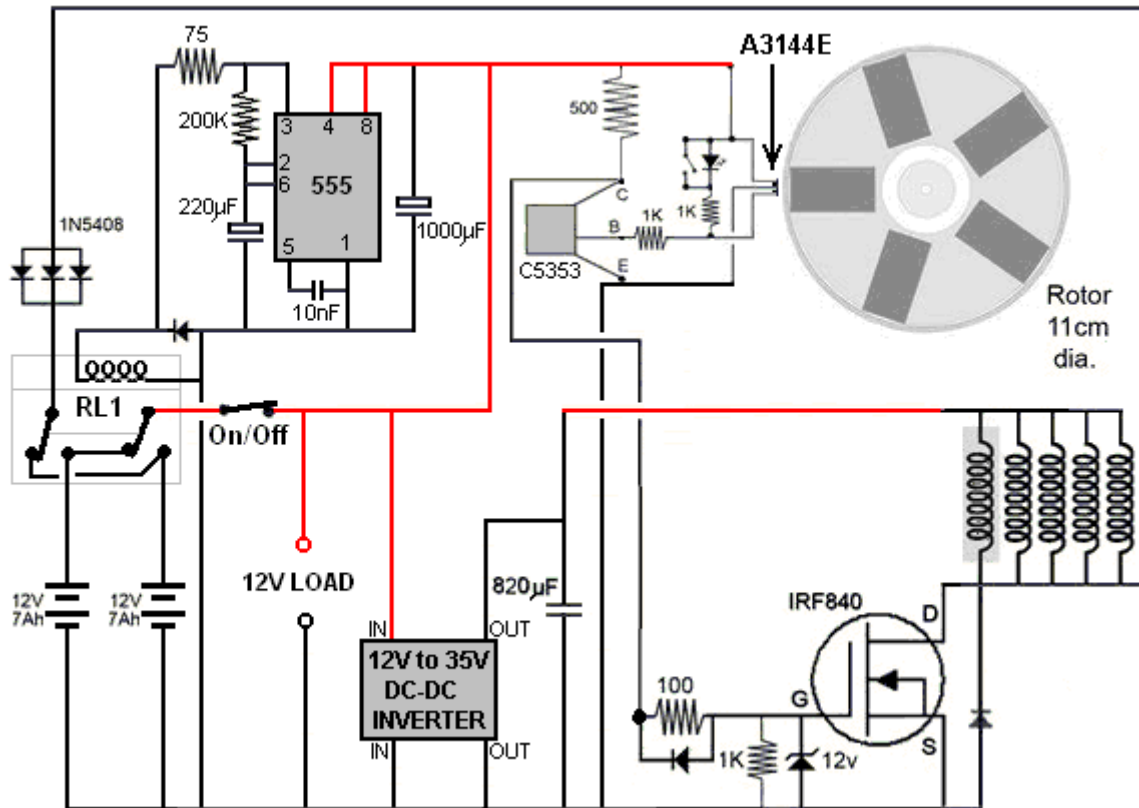 75
A3144E
200K
3
4
8
500
2
6
555
220µF
1000µF
C
1K
1K
B
1N5408
5
1
C5353
E
10nF
Rotor
11cm
dia.
RL1
On/Off
12V LOAD
820µF
12V
7Ah
12V
7Ah
IRF840
D
IN
OUT
12V to 35V
DC-DC
INVERTER
100
G
S
IN
OUT
1K
12v